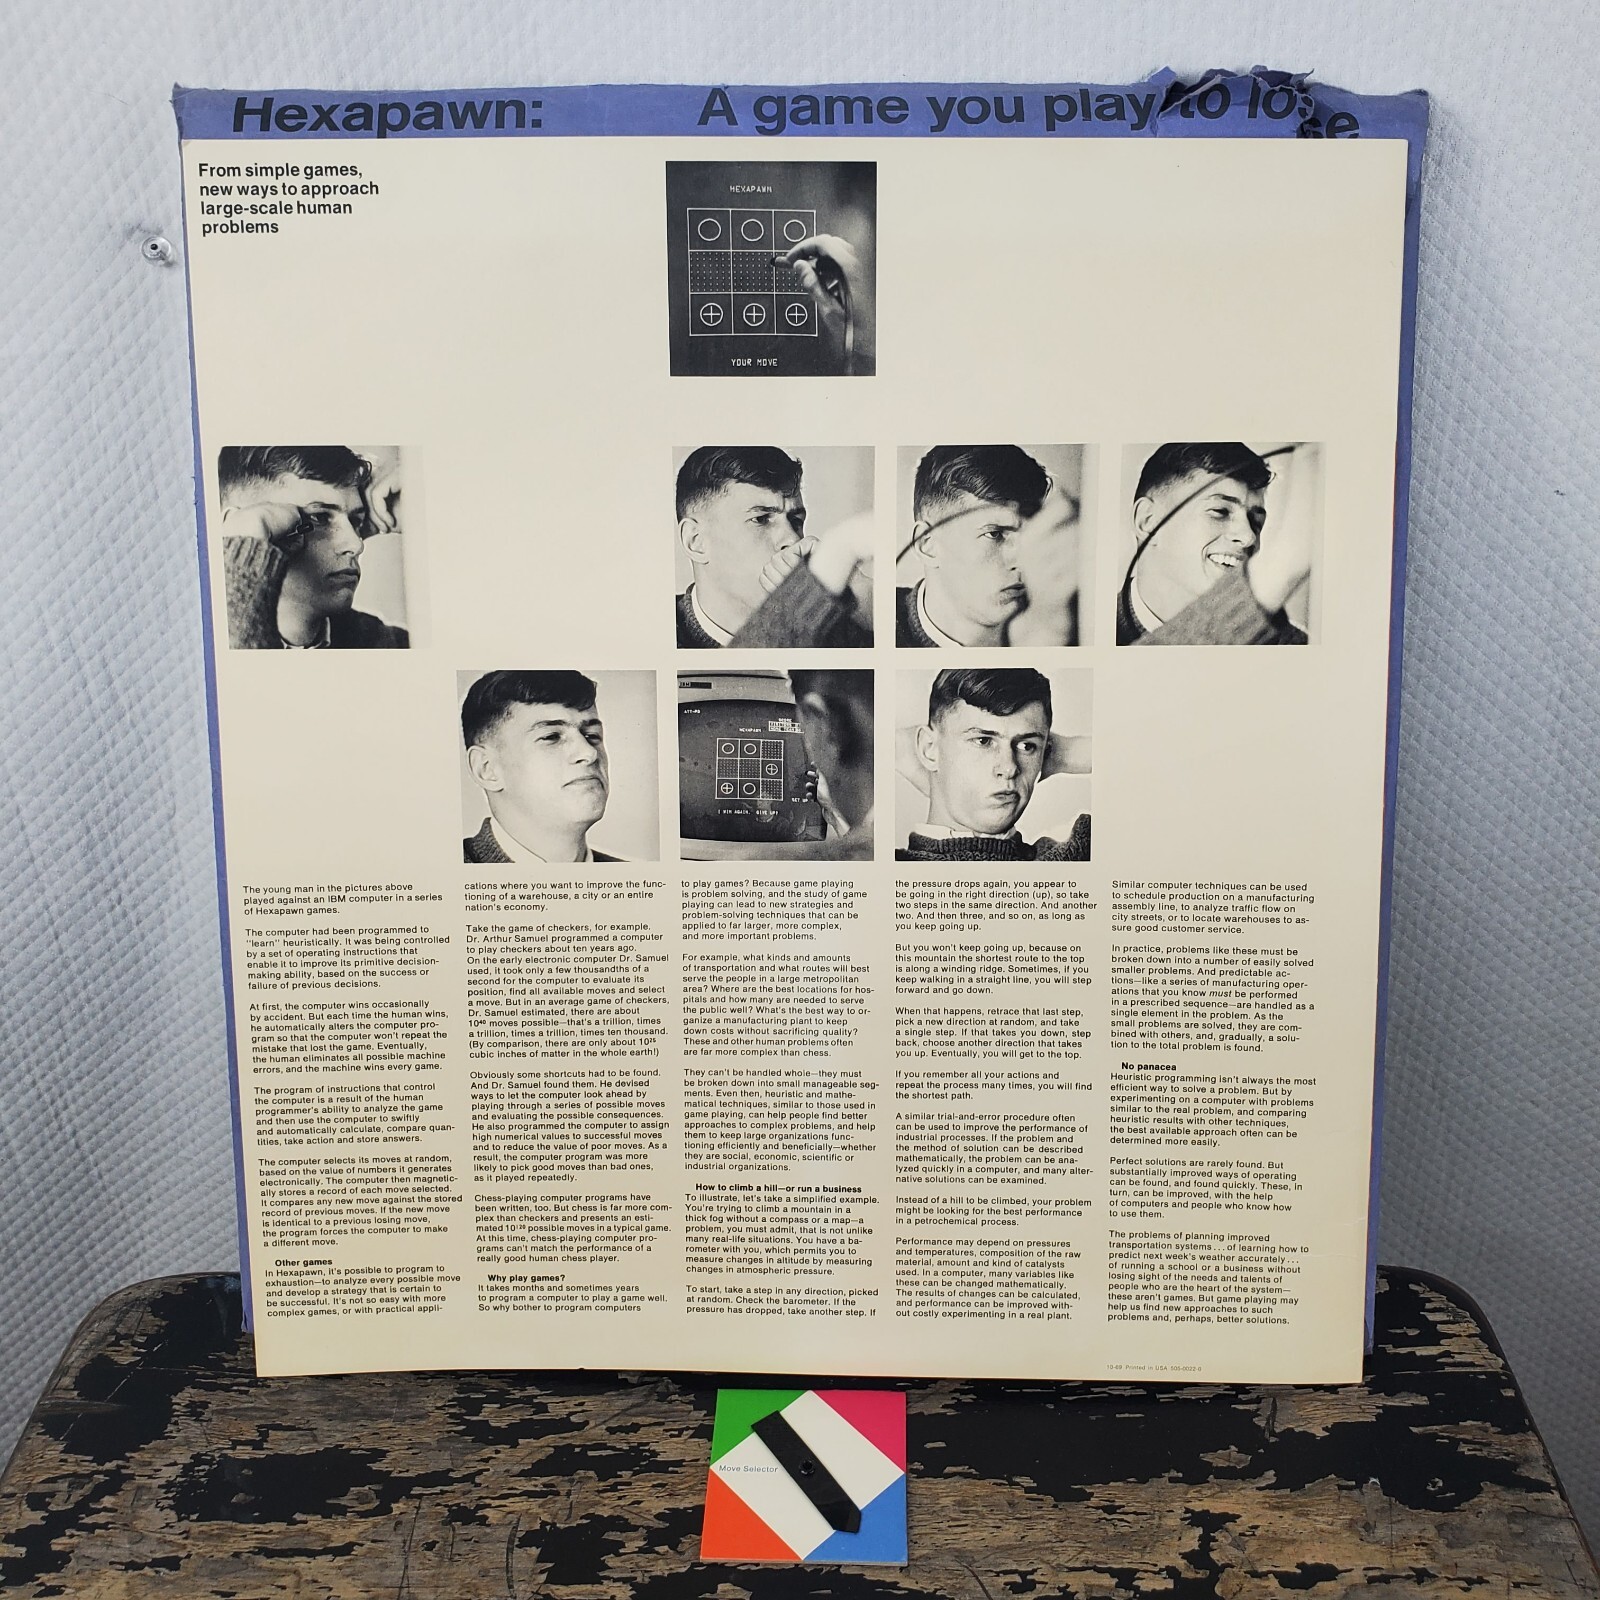 Hexapawn: A game you play to lose
From simple games,
new ways to approach
large-scale human
problems
HEXAPAWN
YOUR MOVE
ATT-PB
SCORE
HEXAPAWN
SET UP
I WIN AGAIN. GIVE UP?
The young man in the pictures above
played against an IBM computer in a series
of Hexapawn games.
The computer had been programmed to
"learn" heuristically. It was being controlled
by a set of operating instructions that
enable it to improve its primitive decision-
making ability, based on the success or
failure of previous decisions.
At first, the computer wins occasionally
by accident. But each time the human wins,
he automatically alters the computer pro-
gram so that the computer won't repeat the
mistake that lost the game. Eventually,
the human eliminates all possible machine
errors, and the machine wins every game.
The program of instructions that control
the computer is a result of the human
programmer's ability to analyze the game
and then use the computer to swiftly
and automatically calculate, compare quan-
tities, take action and store answers.
The computer selects its moves at random,
based on the value of numbers it generates
electronically. The computer then magnetic-
ally stores a record of each move selected.
It compares any new move against the stored
record of previous moves. If the new move
is identical to a previous losing move,
the program forces the computer to make
a different move.
Other games
In Hexapawn, it's possible to program to
exhaustion—to analyze every possible move
and develop a strategy that is certain to
be successful. It's not so easy with more
complex games, or with practical appli-
cations where you want to improve the func-
tioning of a warehouse, a city or an entire
nation's economy.
Take the game of checkers, for example.
Dr. Arthur Samuel programmed a computer
to play checkers about ten years ago.
On the early electronic computer Dr. Samuel
used, it took only a few thousandths of a
second for the computer to evaluate its
position, find all available moves and select
a move. But in an average game of checkers,
Dr. Samuel estimated, there are about
10⁴⁰ moves possible—that's a trillion, times
a trillion, times a trillion, times ten thousand.
(By comparison, there are only about 10²⁵
cubic inches of matter in the whole earth!)
Obviously some shortcuts had to be found.
And Dr. Samuel found them. He devised
ways to let the computer look ahead by
playing through a series of possible moves
and evaluating the possible consequences.
He also programmed the computer to assign
high numerical values to successful moves
and to reduce the value of poor moves. As a
result, the computer program was more
likely to pick good moves than bad ones,
as it played repeatedly.
Chess-playing computer programs have
been written, too. But chess is far more com-
plex than checkers and presents an esti-
mated 10¹²⁰ possible moves in a typical game.
At this time, chess-playing computer pro-
grams can't match the performance of a
really good human chess player.
Why play games?
It takes months and sometimes years
to program a computer to play a game well.
So why bother to program computers
to play games? Because game playing
is problem solving, and the study of game
playing can lead to new strategies and
problem-solving techniques that can be
applied to far larger, more complex,
and more important problems.
For example, what kinds and amounts
of transportation and what routes will best
serve the people in a large metropolitan
area? Where are the best locations for hos-
pitals and how many are needed to serve
the public well? What's the best way to or-
ganize a manufacturing plant to keep
down costs without sacrificing quality?
These and other human problems often
are far more complex than chess.
They can't be handled whole—they must
be broken down into small manageable seg-
ments. Even then, heuristic and mathe-
matical techniques, similar to those used in
game playing, can help people find better
approaches to complex problems, and help
them to keep large organizations func-
tioning efficiently and beneficially—whether
they are social, economic, scientific or
industrial organizations.
How to climb a hill—or run a business
To illustrate, let's take a simplified example.
You're trying to climb a mountain in a
thick fog without a compass or a map—a
problem, you must admit, that is not unlike
many real-life situations. You have a ba-
rometer with you, which permits you to
measure changes in altitude by measuring
changes in atmospheric pressure.
To start, take a step in any direction, picked
at random. Check the barometer. If the
pressure has dropped, take another step. If
the pressure drops again, you appear to
be going in the right direction (up), so take
two steps in the same direction. And another
two. And then three, and so on, as long as
you keep going up.
But you won't keep going up, because on
this mountain the shortest route to the top
is along a winding ridge. Sometimes, if you
keep walking in a straight line, you will step
forward and go down.
When that happens, retrace that last step,
pick a new direction at random, and take
a single step. If that takes you down, step
back, choose another direction that takes
you up. Eventually, you will get to the top.
If you remember all your actions and
repeat the process many times, you will find
the shortest path.
A similar trial-and-error procedure often
can be used to improve the performance of
industrial processes. If the problem and
the method of solution can be described
mathematically, the problem can be ana-
lyzed quickly in a computer, and many alter-
native solutions can be examined.
Instead of a hill to be climbed, your problem
might be looking for the best performance
in a petrochemical process.
Performance may depend on pressures
and temperatures, composition of the raw
material, amount and kind of catalysts
used. In a computer, many variables like
these can be changed mathematically.
The results of changes can be calculated,
and performance can be improved with-
out costly experimenting in a real plant.
Similar computer techniques can be used
to schedule production on a manufacturing
assembly line, to analyze traffic flow on
city streets, or to locate warehouses to as-
sure good customer service.
In practice, problems like these must be
broken down into a number of easily solved
smaller problems. And predictable ac-
tions—like a series of manufacturing oper-
ations that you know must be performed
in a prescribed sequence—are handled as a
single element in the problem. As the
small problems are solved, they are com-
bined with others, and, gradually, a solu-
tion to the total problem is found.
No panacea
Heuristic programming isn't always the most
efficient way to solve a problem. But by
experimenting on a computer with problems
similar to the real problem, and comparing
heuristic results with other techniques,
the best available approach often can be
determined more easily.
Perfect solutions are rarely found. But
substantially improved ways of operating
can be found, and found quickly. These, in
turn, can be improved, with the help
of computers and people who know how
to use them.
The problems of planning improved
transportation systems . . . of learning how to
predict next week's weather accurately . . .
of running a school or a business without
losing sight of the needs and talents of
people who are the heart of the system—
these aren't games. But game playing may
help us find new approaches to such
problems and, perhaps, better solutions.
10-69 Printed in USA 505-0022-0
Move Selector